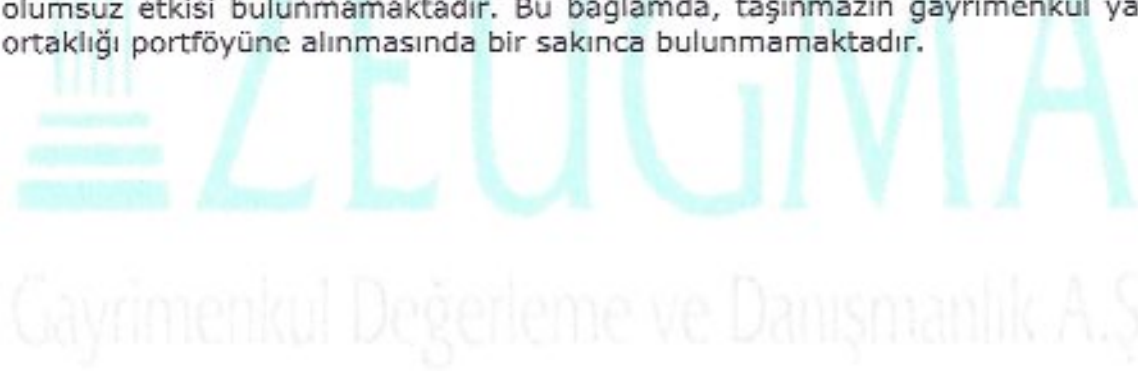 olumsuz etkisi bulunmamaktadır. Bu bağlamda, taşınmazın gayrimenkul ya
ortaklığı portföyüne alınmasında bir sakınca bulunmamaktadır.
ZEUGMA
Gayrimenkul Değerleme ve Danışmanlık A.Ş